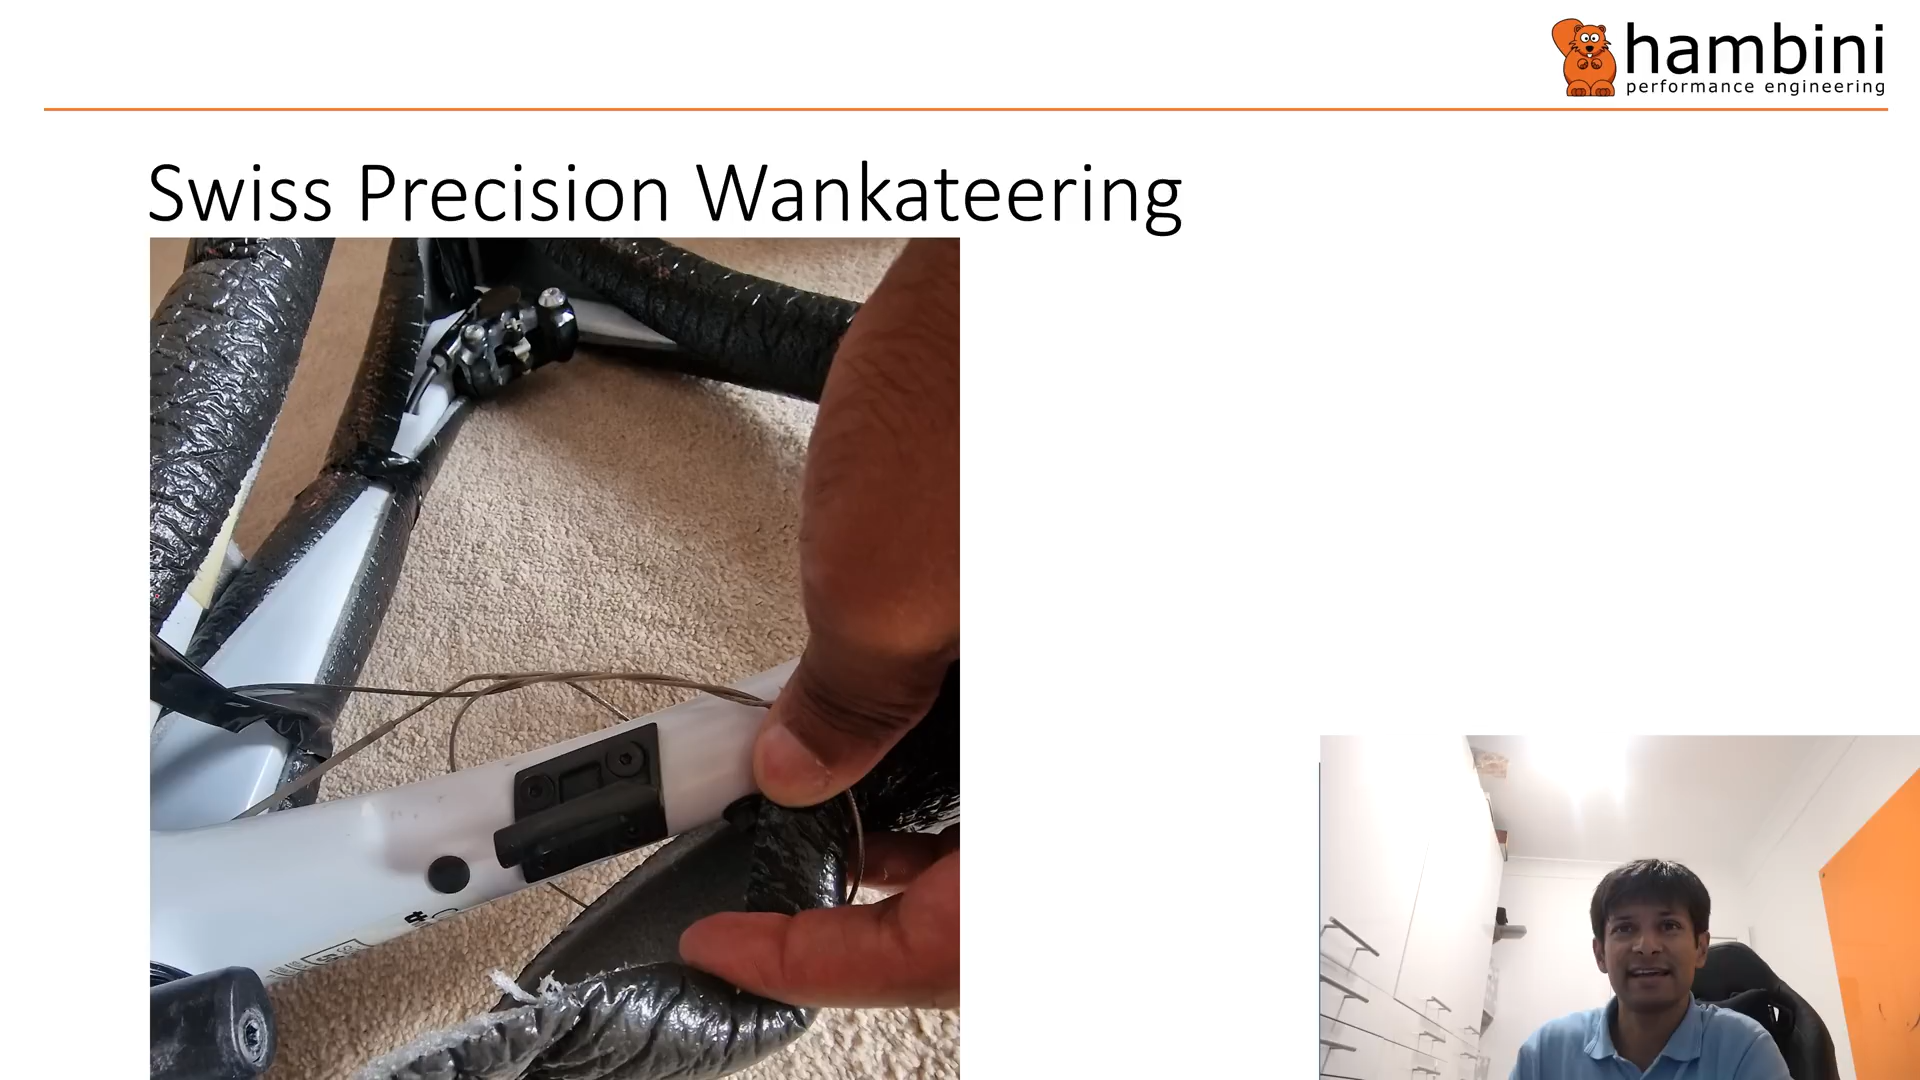 hambini
performance engineering
Swiss Precision Wankateering